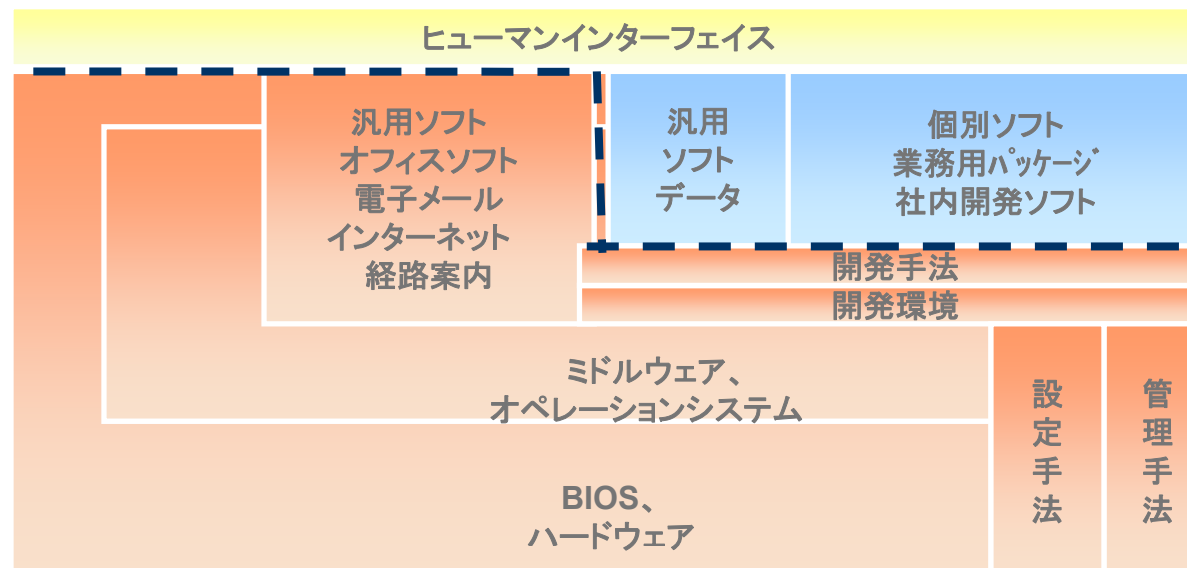 ヒューマンインターフェイス
汎用ソフト
オフィスソフト
電子メール
インターネット
経路案内
汎用
ソフト
データ
個別ソフト
業務用ﾊﾟｯケージ
社内開発ソフト
開発手法
開発環境
ミドルウェア、
オペレーションシステム
設定手法
管理手法
BIOS、
ハードウェア